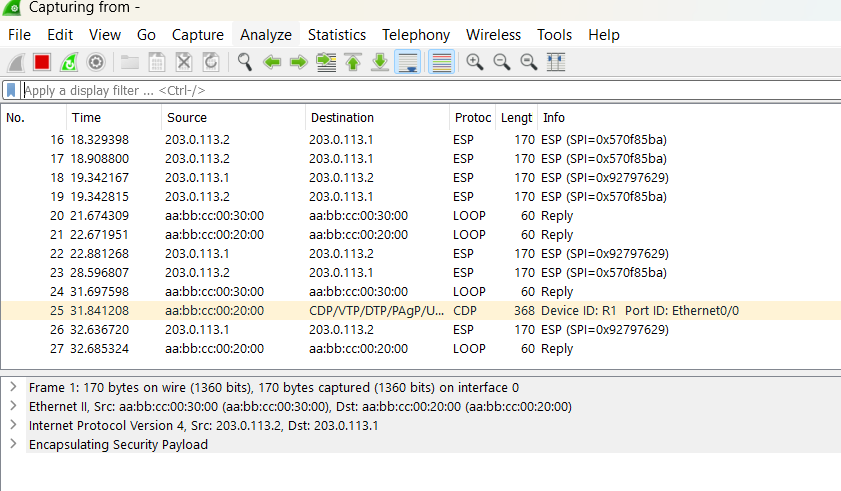 Capturing from -
File Edit View Go Capture Analyze Statistics Telephony Wireless Tools Help
Apply a display filter ... <Ctrl-/>
No. Time Source Destination Protoc Lengt Info
16 18.329398 203.0.113.2 203.0.113.1 ESP 170 ESP (SPI=0x570f85ba)
17 18.908800 203.0.113.2 203.0.113.1 ESP 170 ESP (SPI=0x570f85ba)
18 19.342167 203.0.113.1 203.0.113.2 ESP 170 ESP (SPI=0x92797629)
19 19.342815 203.0.113.2 203.0.113.1 ESP 170 ESP (SPI=0x570f85ba)
20 21.674309 aa:bb:cc:00:30:00 aa:bb:cc:00:30:00 LOOP 60 Reply
21 22.671951 aa:bb:cc:00:20:00 aa:bb:cc:00:20:00 LOOP 60 Reply
22 22.881268 203.0.113.1 203.0.113.2 ESP 170 ESP (SPI=0x92797629)
23 28.596807 203.0.113.2 203.0.113.1 ESP 170 ESP (SPI=0x570f85ba)
24 31.697598 aa:bb:cc:00:30:00 aa:bb:cc:00:30:00 LOOP 60 Reply
25 31.841208 aa:bb:cc:00:20:00 CDP/VTP/DTP/PAgP/U... CDP 368 Device ID: R1 Port ID: Ethernet0/0
26 32.636720 203.0.113.1 203.0.113.2 ESP 170 ESP (SPI=0x92797629)
27 32.685324 aa:bb:cc:00:20:00 aa:bb:cc:00:20:00 LOOP 60 Reply
Frame 1: 170 bytes on wire (1360 bits), 170 bytes captured (1360 bits) on interface 0
Ethernet II, Src: aa:bb:cc:00:30:00 (aa:bb:cc:00:30:00), Dst: aa:bb:cc:00:20:00 (aa:bb:cc:00:20:00)
Internet Protocol Version 4, Src: 203.0.113.2, Dst: 203.0.113.1
Encapsulating Security Payload